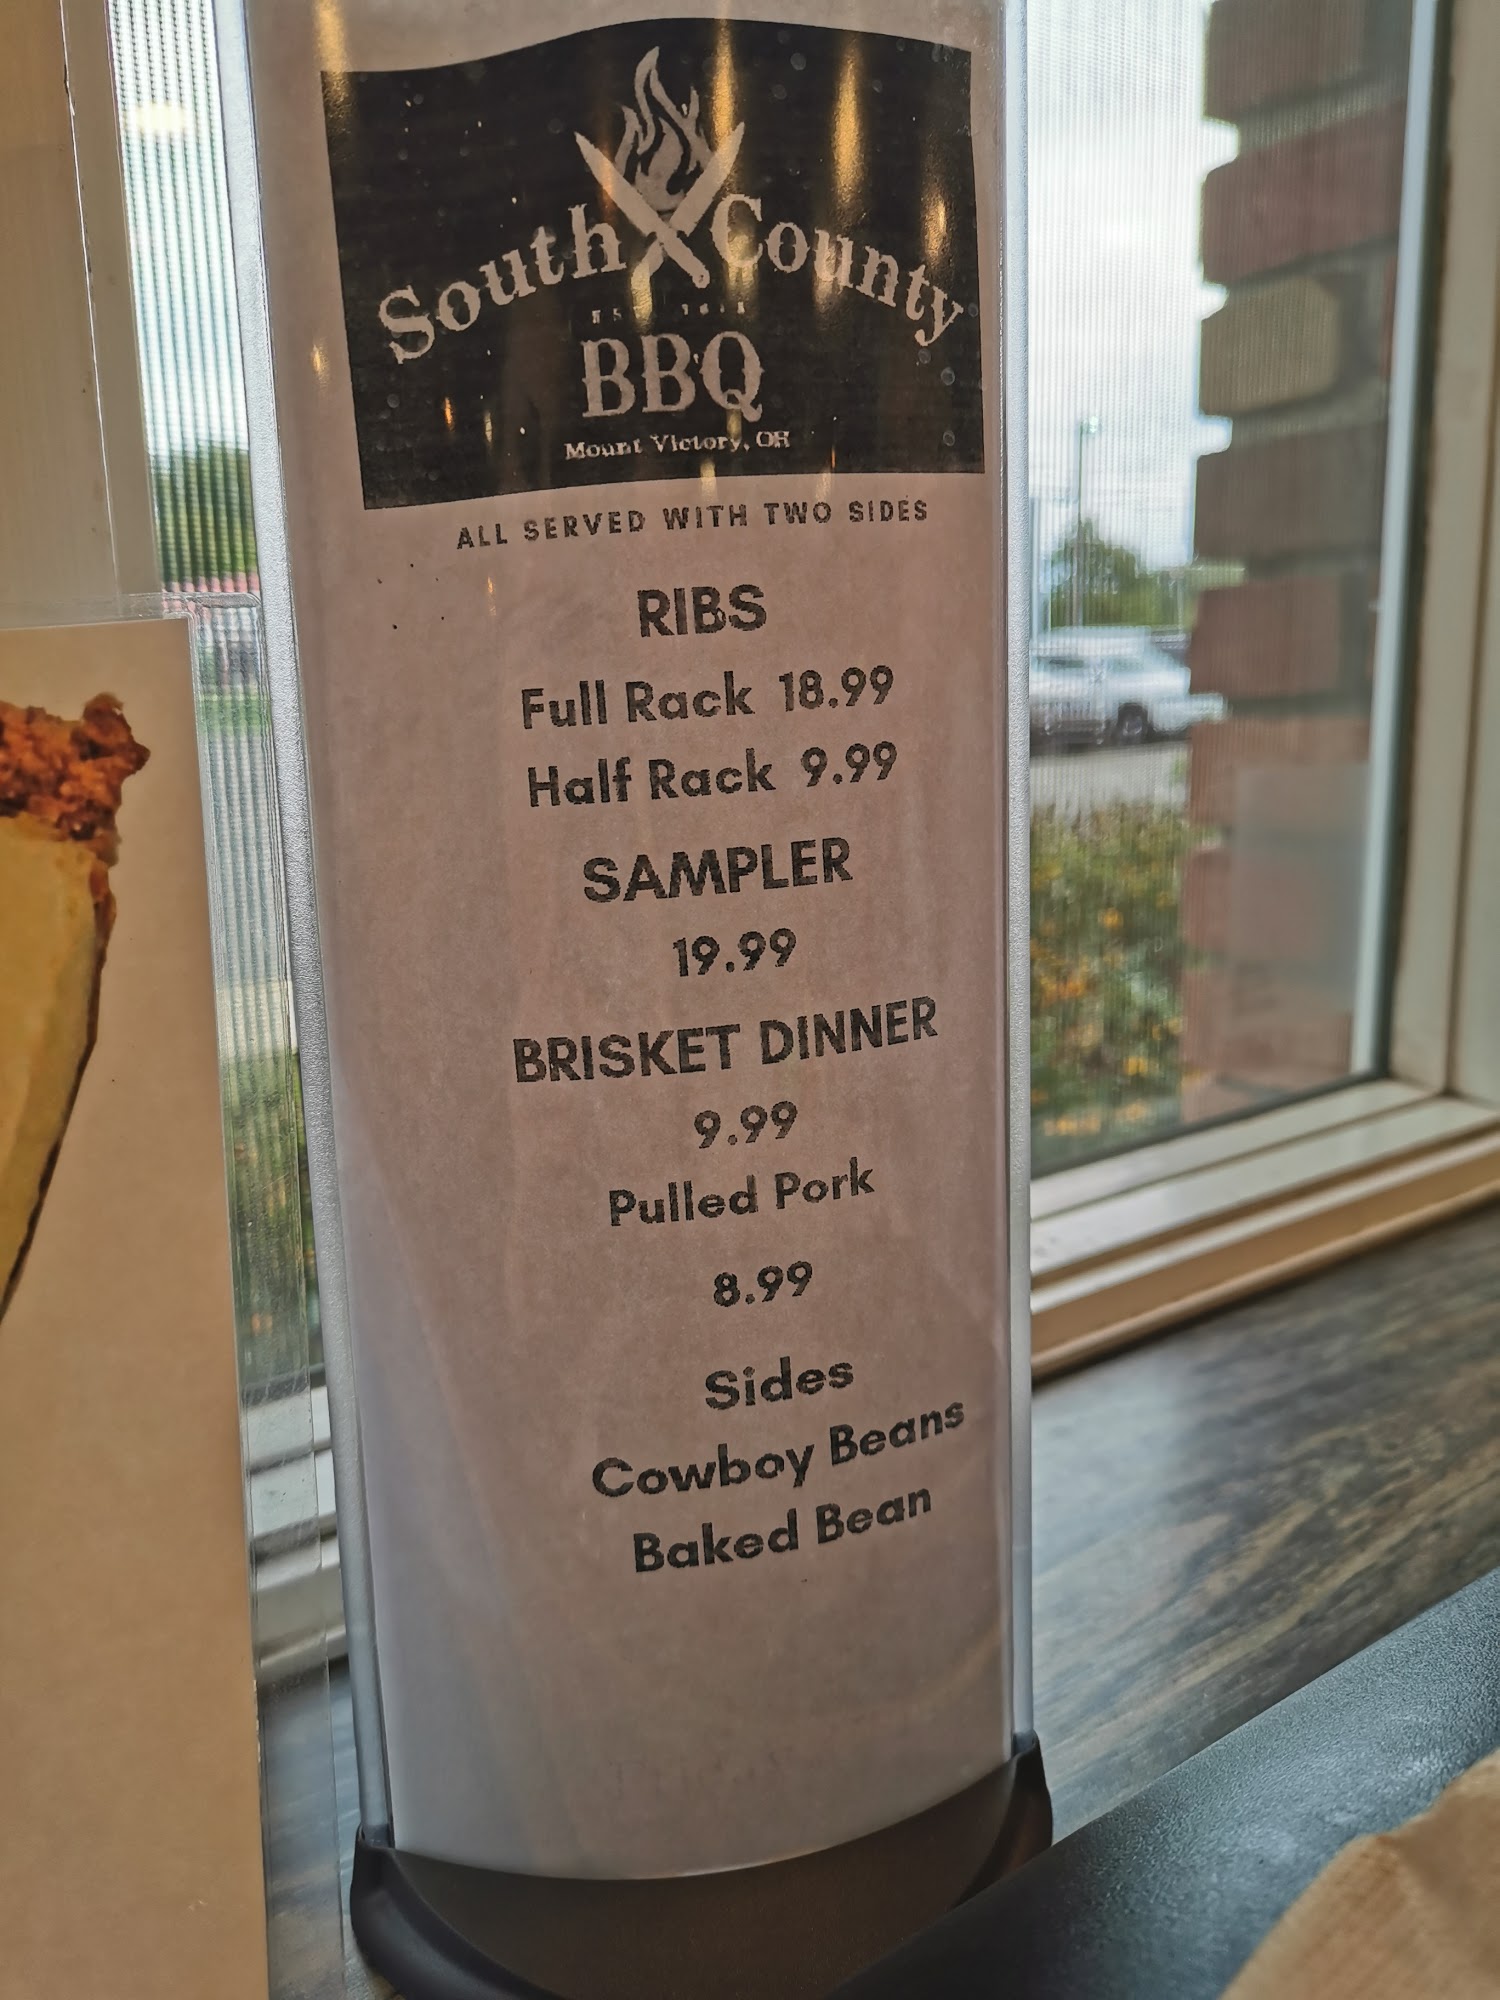 South County
BBQ
Mount Victory, OH
ALL SERVED WITH TWO SIDES
RIBS
Full Rack 18.99
Half Rack 9.99
SAMPLER
19.99
BRISKET DINNER
9.99
Pulled Pork
8.99
Sides
Cowboy Beans
Baked Bean